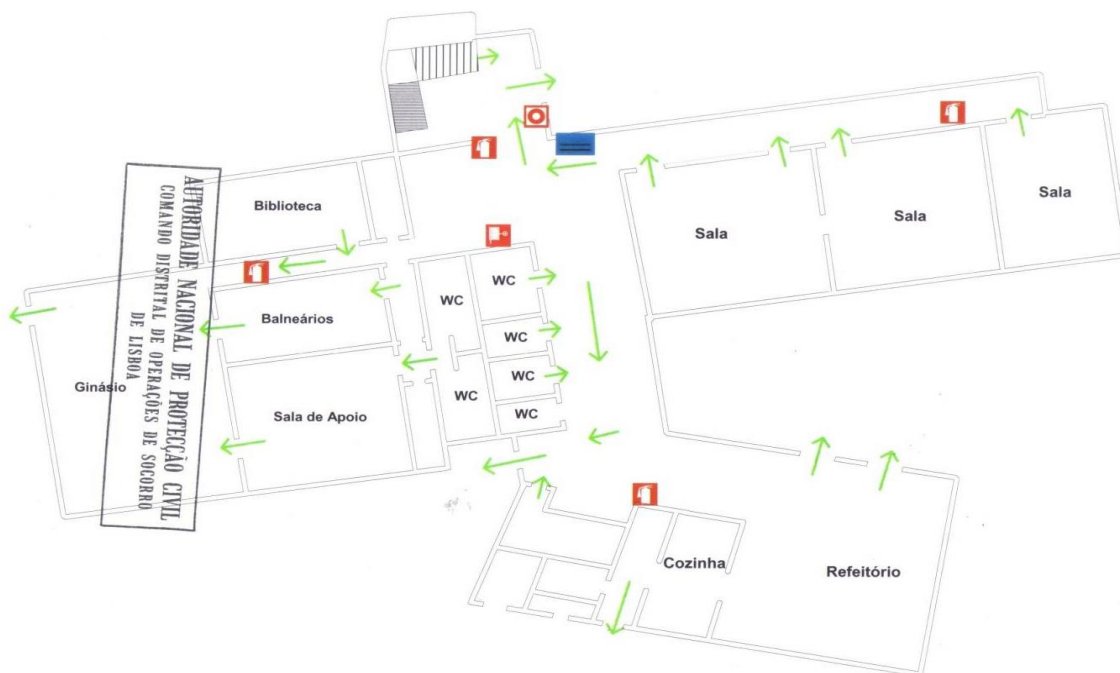 Biblioteca
Sala
Sala
Sala
WC
WC
Balneários
WC
Ginásio
WC
WC
Sala de Apoio
WC
Cozinha
Refeitório
AUTORIDADE NACIONAL DE PROTECÇÃO CIVIL
COMANDO DISTRITAL DE OPERAÇÕES DE SOCORRO
DE LISBOA